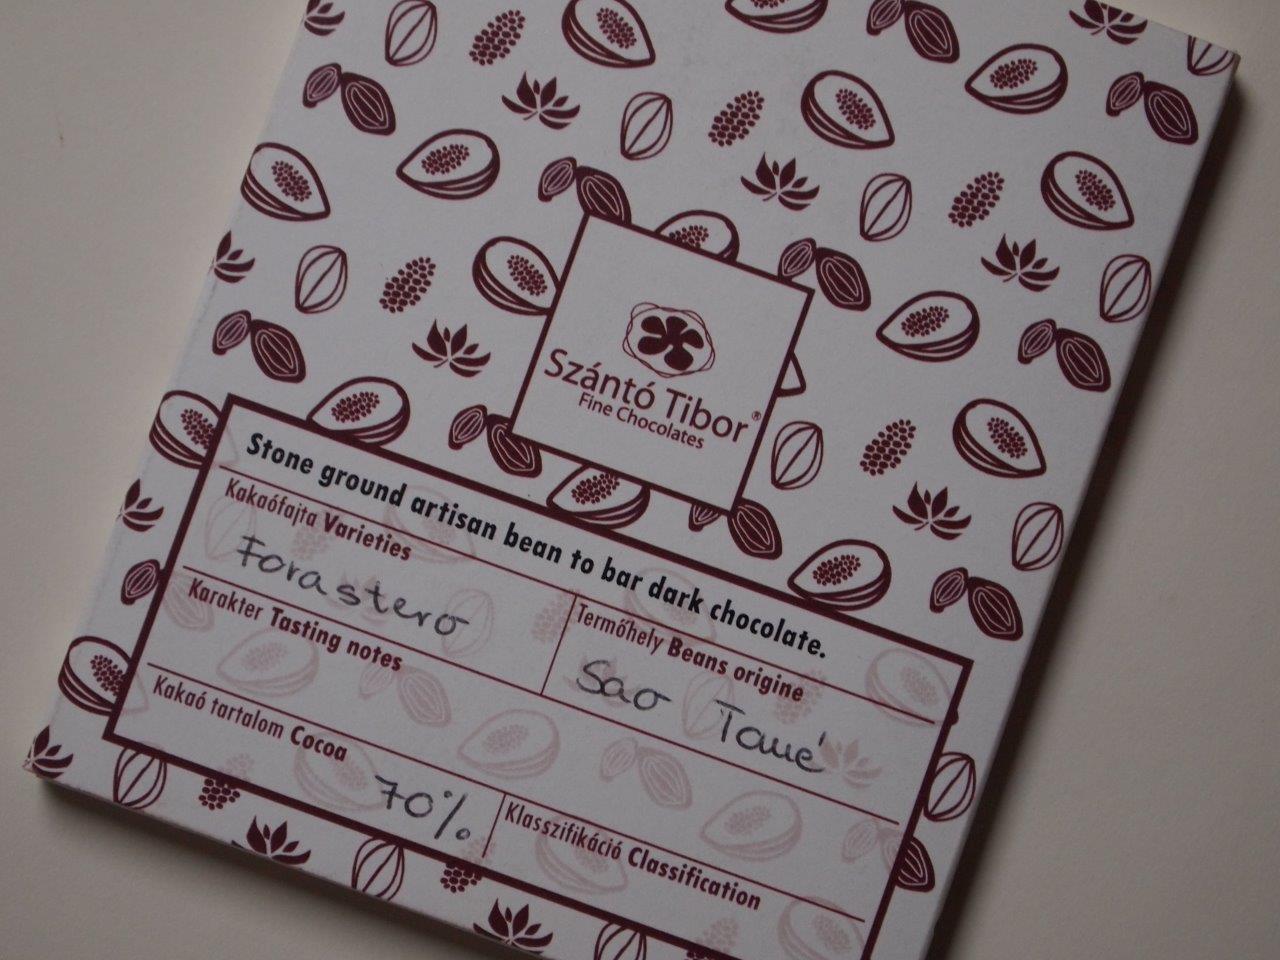 Szántó Tibor®
Fine Chocolates
Stone ground artisan bean to bar dark chocolate.
Kakaófajta Varieties
Forastero
Termőhely Beans origine
Sao Tomé
Karakter Tasting notes
Kakaó tartalom Cocoa
70%
Klasszifikáció Classification